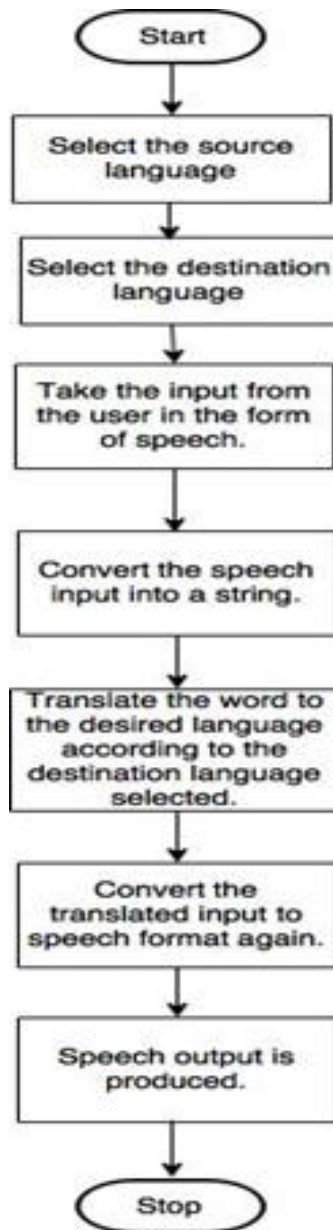 Start
Select the source
language
Select the destination
language
Take the input from
the user in the form
of speech.
Convert the speech
input into a string.
Translate the word to
the desired language
according to the
destination language
selected.
Convert the
translated input to
speech format again.
Speech output is
produced.
Stop